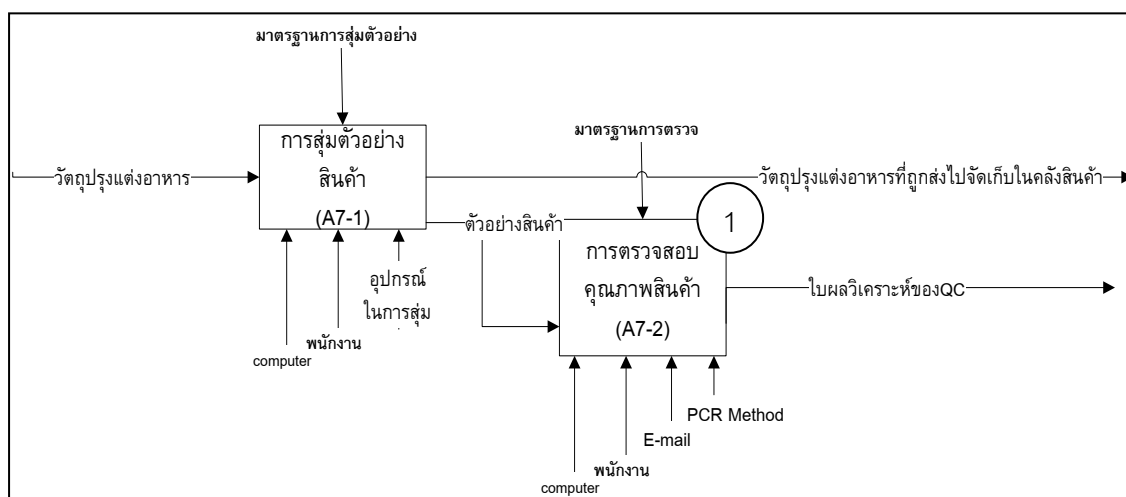 มาตรฐานการสุ่มตัวอย่าง
การสุ่มตัวอย่าง
สินค้า
(A7-1)
วัตถุปรุงแต่งอาหาร
มาตรฐานการตรวจ
วัตถุปรุงแต่งอาหารที่ถูกส่งไปจัดเก็บในคลังสินค้า
ตัวอย่างสินค้า
1
การตรวจสอบ
คุณภาพสินค้า
(A7-2)
ใบผลวิเคราะห์ของQC
อุปกรณ์
ในการสุ่ม
พนักงาน
computer
PCR Method
E-mail
พนักงาน
computer